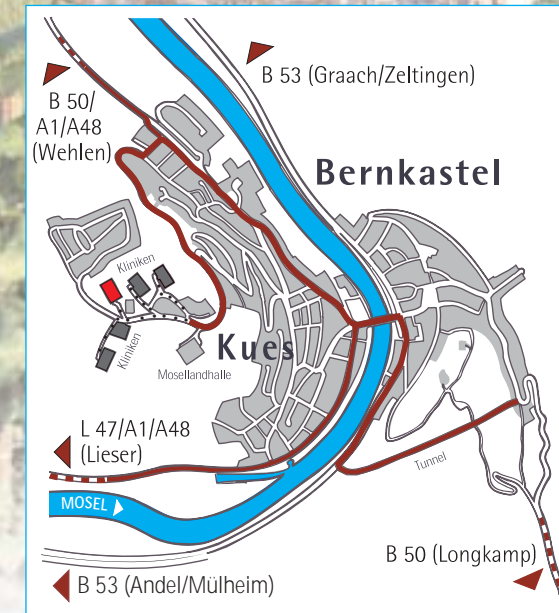 B 53 (Graach/Zeltingen)
B 50/
A1/A48
(Wehlen)
Bernkastel
Kliniken
Kliniken
Kues
Mosellandhalle
L 47/A1/A48
(Lieser)
Tunnel
MOSEL
B 50 (Longkamp)
B 53 (Andel/Mülheim)